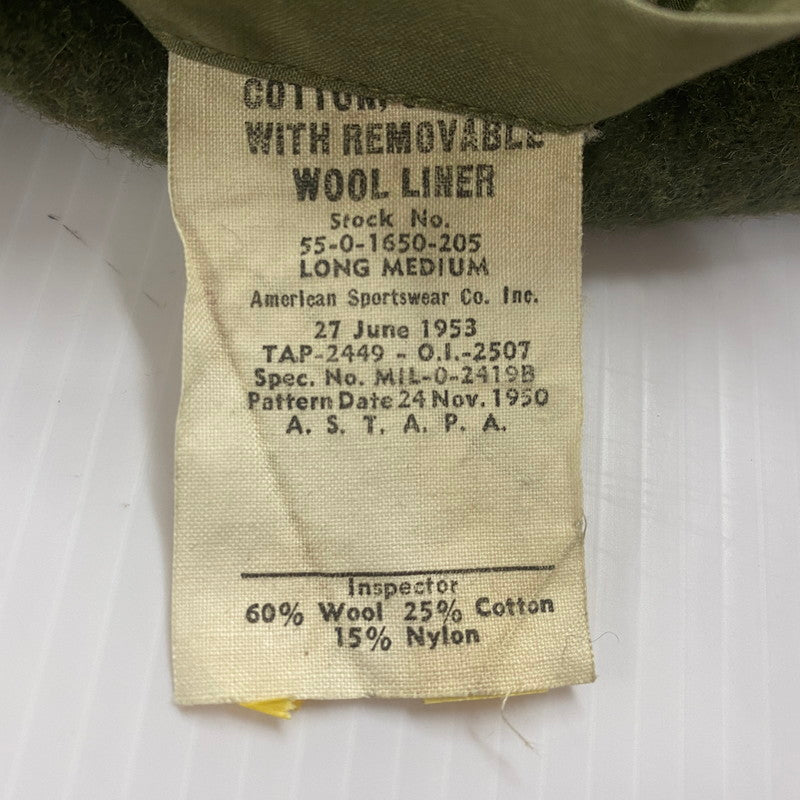 WITH REMOVABLE
WOOL LINER
Stock No.
55-0-1650-205
LONG MEDIUM
American Sportswear Co. Inc.
27 June 1953
TAP-2449 - O.I.-2507
Spec. No. MIL-O-2419B
Pattern Date 24 Nov. 1950
A. S. T. A. P. A.
Inspector
60% Wool 25% Cotton
15% Nylon